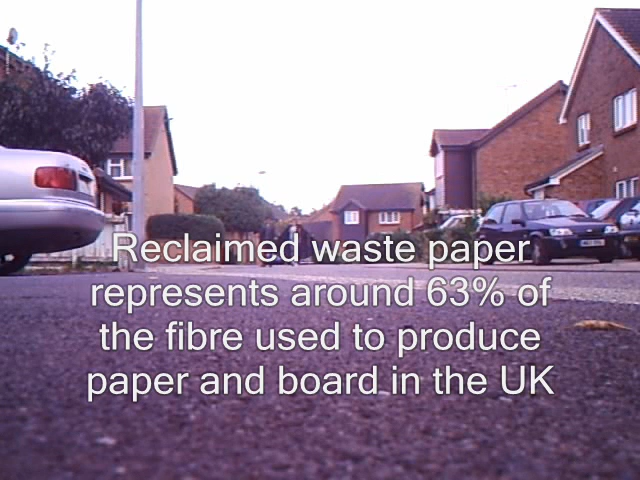 Reclaimed waste paper
represents around 63% of
the fibre used to produce
paper and board in the UK